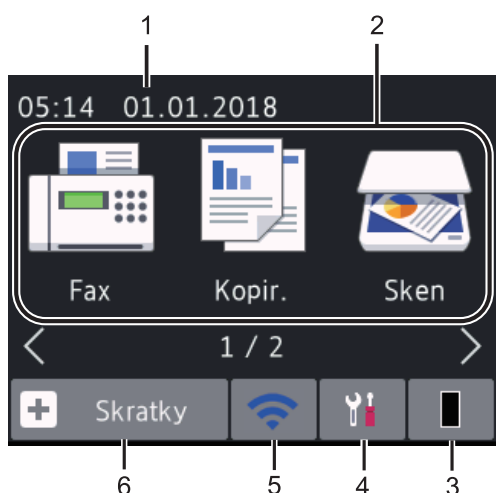 1 2
05:14 01.01.2018
Fax Kopir. Sken
1 / 2
+ Skratky
6 5 4 3